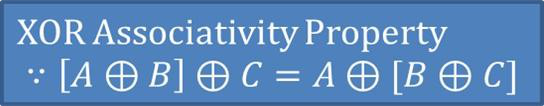 XOR Associativity Property
∵ [A ⊕ B] ⊕ C = A ⊕ [B ⊕ C]